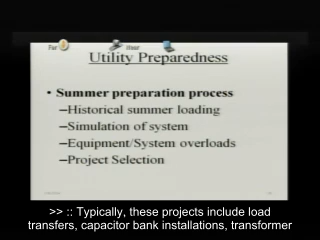 Utility Preparedness
• Summer preparation process
–Historical summer loading
–Simulation of system
–Equipment/System overloads
–Project Selection
>> :: Typically, these projects include load
transfers, capacitor bank installations, transformer